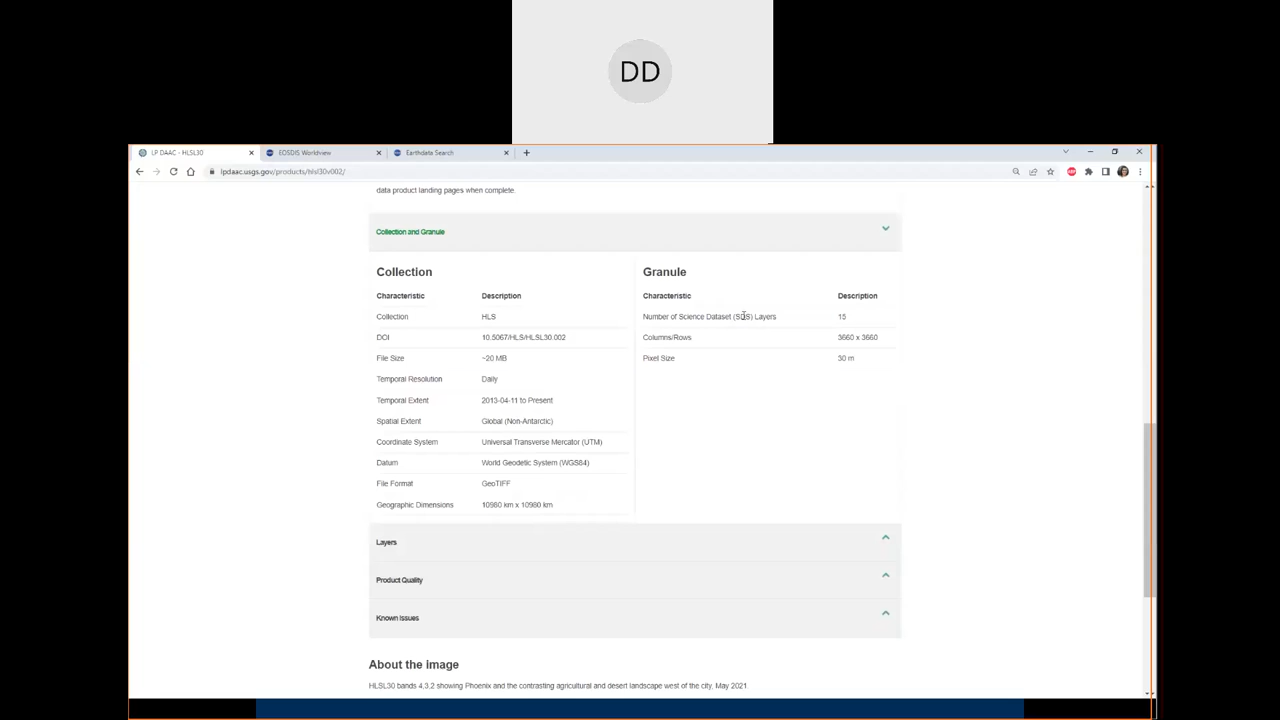 DD
LP DAAC - HLSL30
EOSDIS Worldview
Earthdata Search
lpdaac.usgs.gov/products/hlsl30v002/
data product landing pages when complete.
Collection and Granule
Collection
Characteristic Description
Collection HLS
DOI 10.5067/HLS/HLSL30.002
File Size ~20 MB
Temporal Resolution Daily
Temporal Extent 2013-04-11 to Present
Spatial Extent Global (Non-Antarctic)
Coordinate System Universal Transverse Mercator (UTM)
Datum World Geodetic System (WGS84)
File Format GeoTIFF
Geographic Dimensions 10980 km x 10980 km
Granule
Characteristic Description
Number of Science Dataset (SDS) Layers 15
Columns/Rows 3660 x 3660
Pixel Size 30 m
Layers
Product Quality
Known Issues
About the image
HLSL30 bands 4,3,2 showing Phoenix and the contrasting agricultural and desert landscape west of the city, May 2021